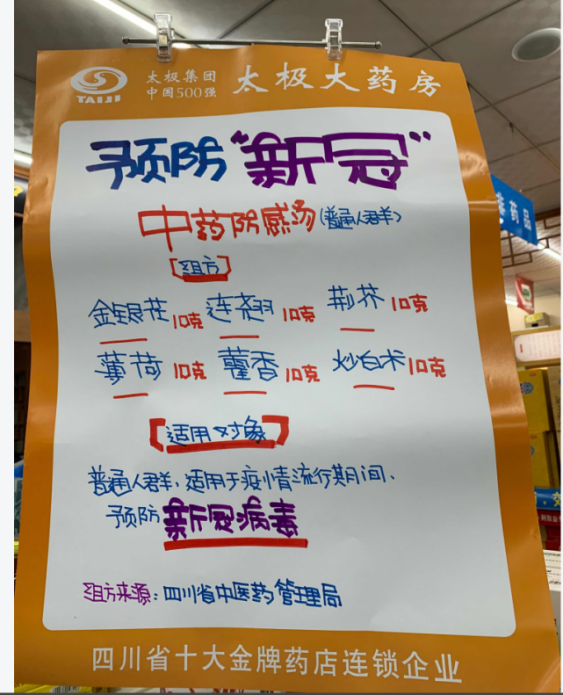 TAIJI
太极集团
中国500强
太极大药房
预防“新冠”
中药防感汤(普通人群)
[组方]
金银花10克 连翘10克 荆芥10克
薄荷10克 藿香10克 炒白术10克
【适用对象】
普通人群,适用于疫情流行期间、
预防新冠病毒
组方来源:四川省中医药管理局
四川省十大金牌药店连锁企业
药品